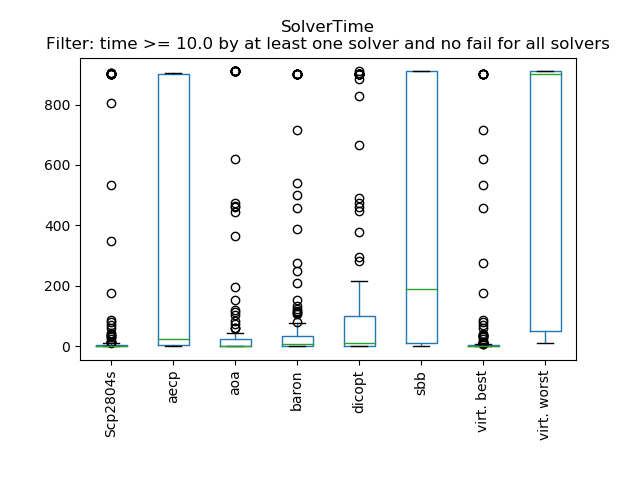 SolverTime
Filter: time >= 10.0 by at least one solver and no fail for all solvers
800
600
400
200
0
Scp2804s
aecp
aoa
baron
dicopt
sbb
virt. best
virt. worst